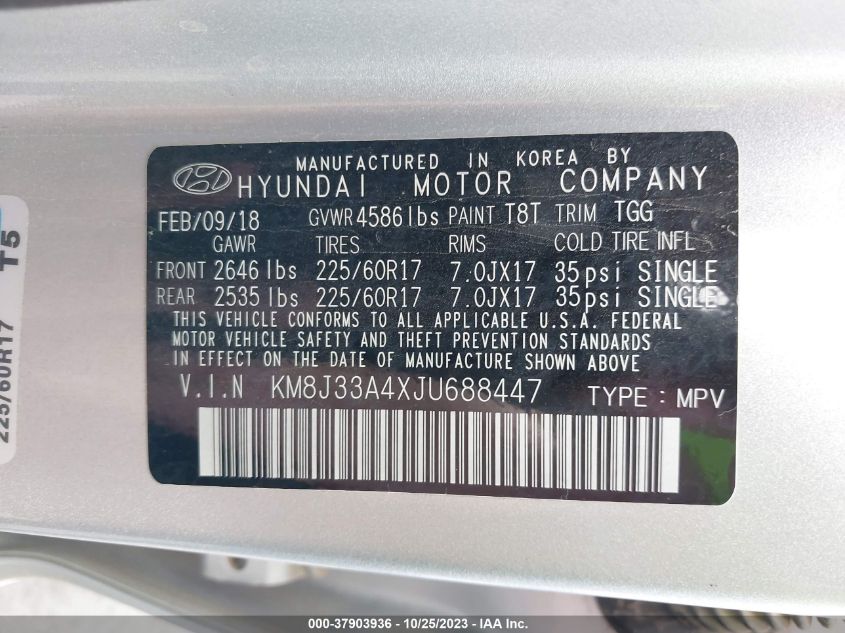 MANUFACTURED IN KOREA BY
HYUNDAI MOTOR COMPANY
FEB/09/18 GVWR 4586 lbs PAINT T8T TRIM TGG
GAWR TIRES RIMS COLD TIRE INFL
FRONT 2646 lbs 225/60R17 7.0JX17 35psi SINGLE
REAR 2535 lbs 225/60R17 7.0JX17 35psi SINGLE
THIS VEHICLE CONFORMS TO ALL APPLICABLE U.S.A. FEDERAL
MOTOR VEHICLE SAFETY AND THEFT PREVENTION STANDARDS
IN EFFECT ON THE DATE OF MANUFACTURE SHOWN ABOVE
V.I.N KM8J33A4XJU688447 TYPE : MPV
225/60R17 T5
000-37903936 - 10/25/2023 - IAA Inc.